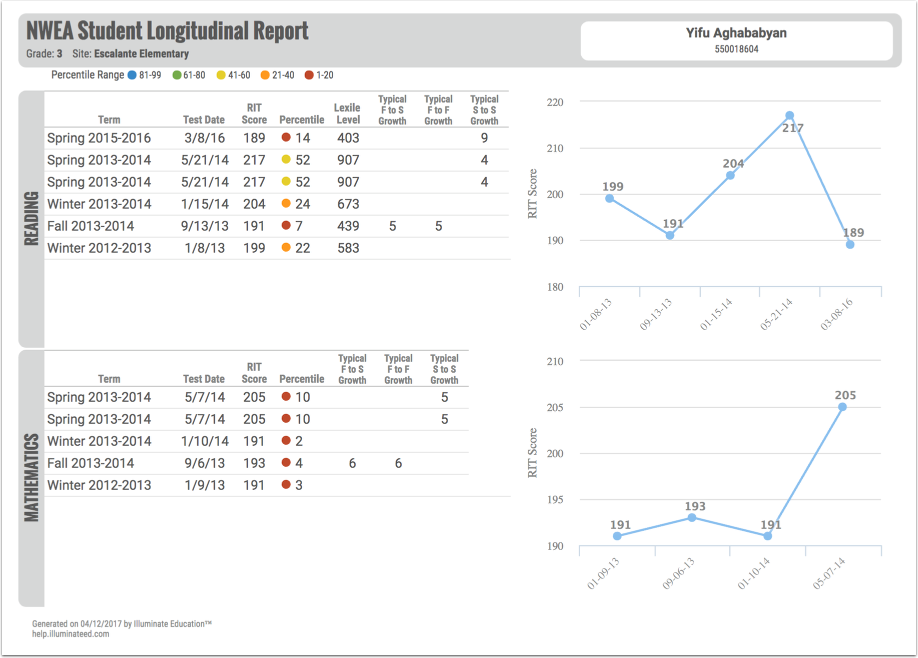 NWEA Student Longitudinal Report
Grade: 3 Site: Escalante Elementary
Yifu Aghababyan
550018604
Percentile Range 81-99 61-80 41-60 21-40 1-20
READING
Term Test Date RIT Score Percentile Lexile Level Typical F to S Growth Typical F to F Growth Typical S to S Growth
Spring 2015-2016 3/8/16 189 14 403 9
Spring 2013-2014 5/21/14 217 52 907 4
Spring 2013-2014 5/21/14 217 52 907 4
Winter 2013-2014 1/15/14 204 24 673
Fall 2013-2014 9/13/13 191 7 439 5 5
Winter 2012-2013 1/8/13 199 22 583
RIT Score
220
210
200
190
180
199
191
204
217
189
01-08-13 09-13-13 01-15-14 05-21-14 03-08-16
MATHEMATICS
Term Test Date RIT Score Percentile Typical F to S Growth Typical F to F Growth Typical S to S Growth
Spring 2013-2014 5/7/14 205 10 5
Spring 2013-2014 5/7/14 205 10 5
Winter 2013-2014 1/10/14 191 2
Fall 2013-2014 9/6/13 193 4 6 6
Winter 2012-2013 1/9/13 191 3
RIT Score
210
205
200
195
190
191
193
191
205
01-09-13 09-06-13 01-10-14 05-07-14
Generated on 04/12/2017 by Illuminate Education™
help.illuminateed.com